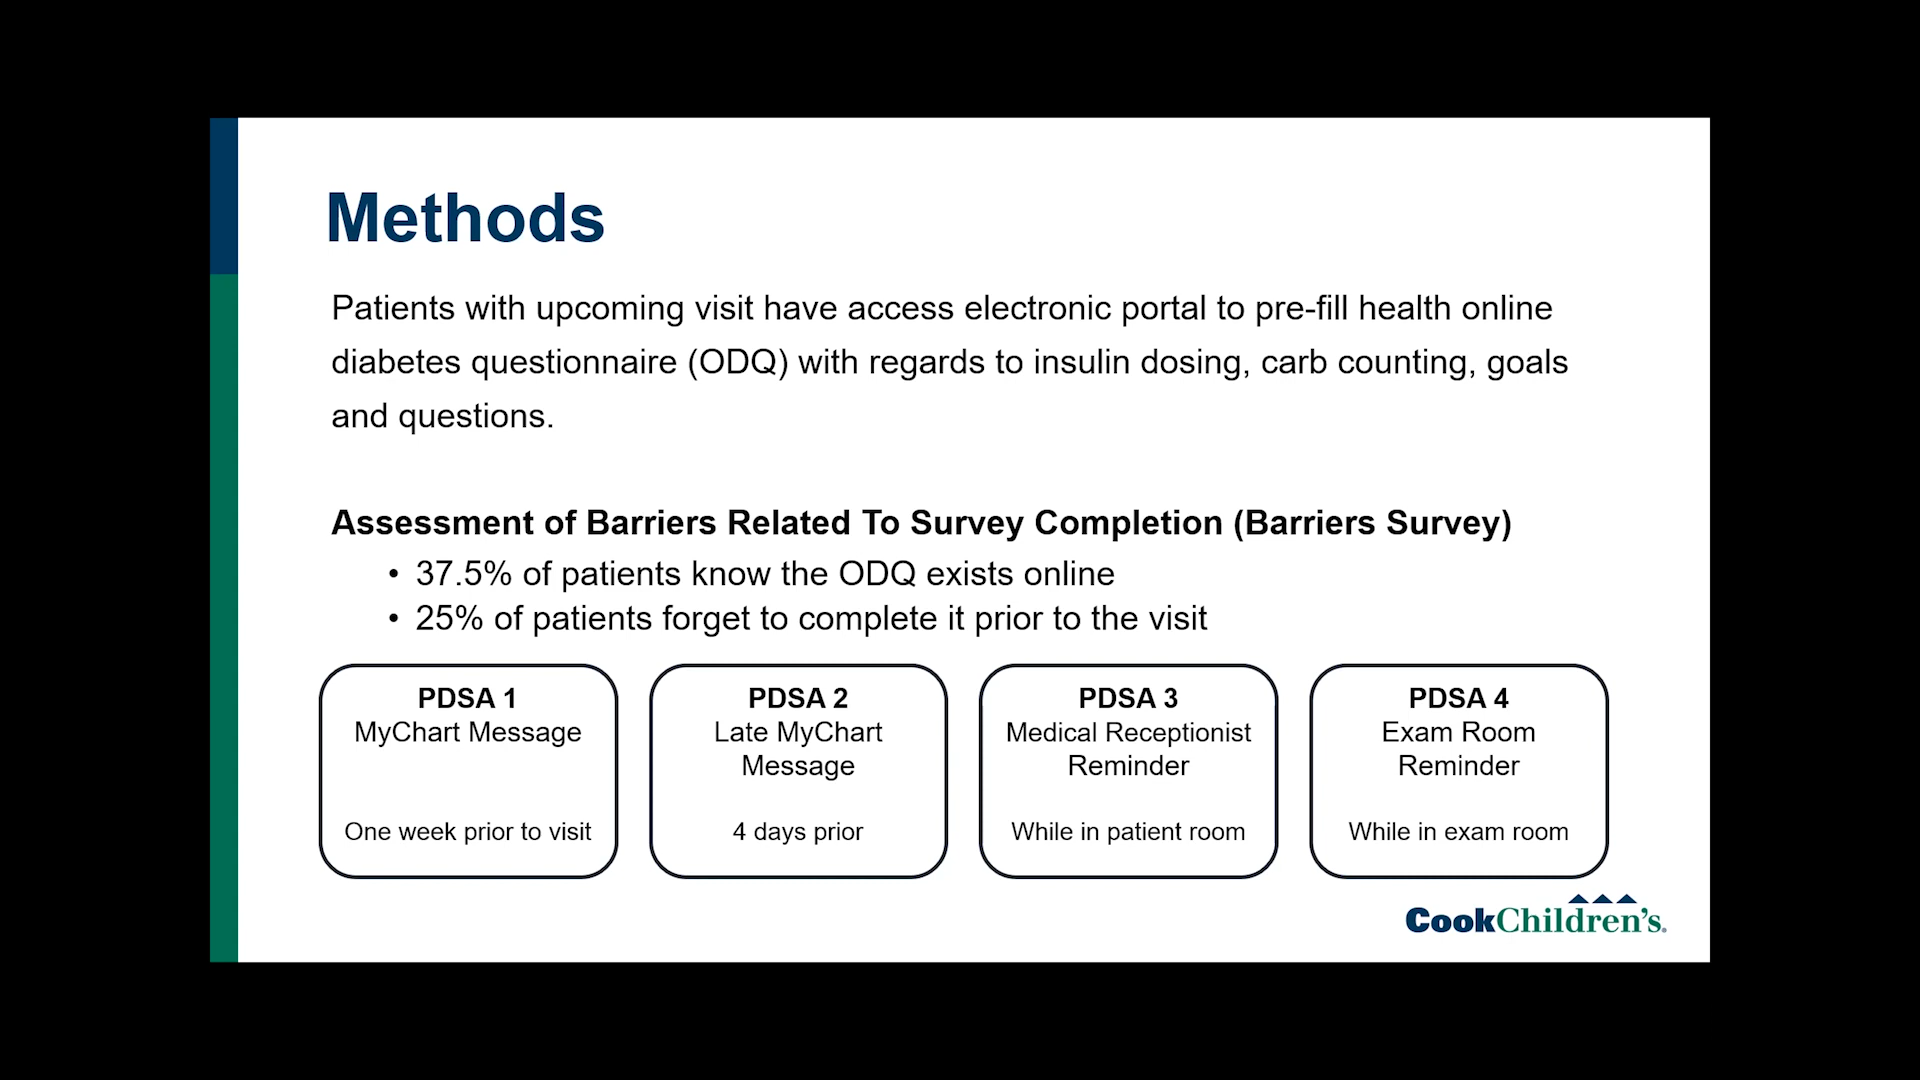 Methods
Patients with upcoming visit have access electronic portal to pre-fill health online
diabetes questionnaire (ODQ) with regards to insulin dosing, carb counting, goals
and questions.
Assessment of Barriers Related To Survey Completion (Barriers Survey)
• 37.5% of patients know the ODQ exists online
• 25% of patients forget to complete it prior to the visit
PDSA 1
MyChart Message
One week prior to visit
PDSA 2
Late MyChart
Message
4 days prior
PDSA 3
Medical Receptionist
Reminder
While in patient room
PDSA 4
Exam Room
Reminder
While in exam room
CookChildren's.